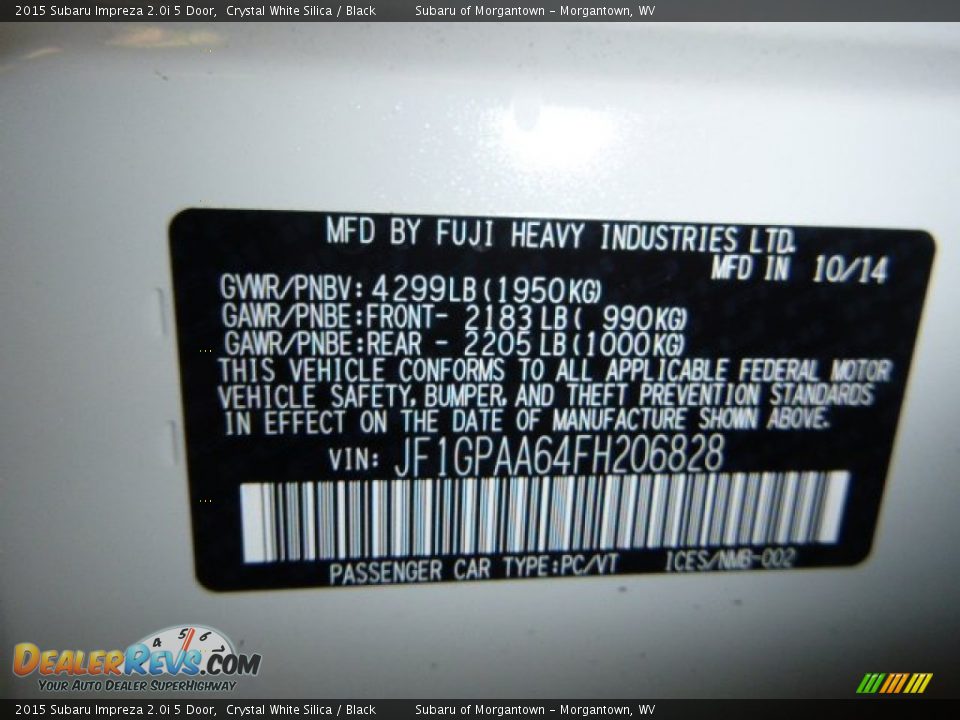 2015 Subaru Impreza 2.0i 5 Door, Crystal White Silica / Black Subaru of Morgantown - Morgantown, WV
MFD BY FUJI HEAVY INDUSTRIES LTD.
MFD IN 10/14
GVWR/PNBV: 4299LB(1950KG)
GAWR/PNBE:FRONT- 2183 LB( 990KG)
GAWR/PNBE:REAR - 2205 LB(1000KG)
THIS VEHICLE CONFORMS TO ALL APPLICABLE FEDERAL MOTOR
VEHICLE SAFETY, BUMPER, AND THEFT PREVENTION STANDARDS
IN EFFECT ON THE DATE OF MANUFACTURE SHOWN ABOVE.
VIN: JF1GPAA64FH206828
PASSENGER CAR TYPE:PC/VT ICES/NMB-002
4 5 6 7
DEALERREVS.COM
YOUR AUTO DEALER SUPERHIGHWAY
2015 Subaru Impreza 2.0i 5 Door, Crystal White Silica / Black Subaru of Morgantown - Morgantown, WV